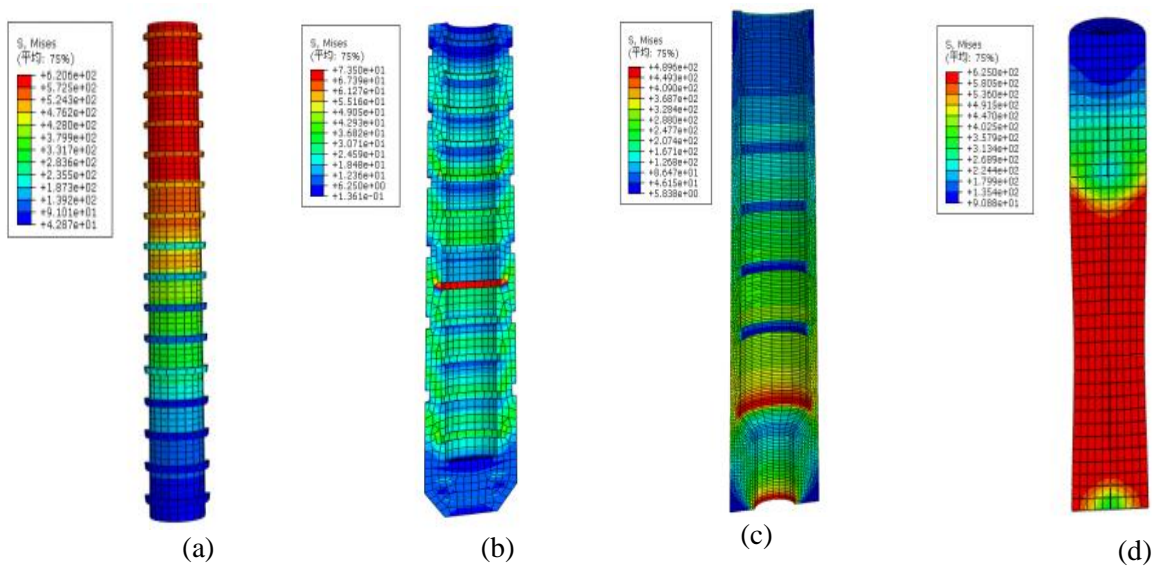 S, Mises
(平均: 75%)
+6.206e+02
+5.725e+02
+5.243e+02
+4.762e+02
+4.280e+02
+3.799e+02
+3.317e+02
+2.836e+02
+2.355e+02
+1.873e+02
+1.392e+02
+9.101e+01
+4.287e+01
(a)
S, Mises
(平均: 75%)
+7.350e+01
+6.739e+01
+6.127e+01
+5.516e+01
+4.905e+01
+4.293e+01
+3.682e+01
+3.071e+01
+2.459e+01
+1.848e+01
+1.236e+01
+6.250e+00
+1.361e-01
(b)
S, Mises
(平均: 75%)
+4.896e+02
+4.493e+02
+4.090e+02
+3.687e+02
+3.284e+02
+2.880e+02
+2.477e+02
+2.074e+02
+1.671e+02
+1.268e+02
+8.647e+01
+4.615e+01
+5.838e+00
(c)
S, Mises
(平均: 75%)
+6.250e+02
+5.805e+02
+5.360e+02
+4.915e+02
+4.470e+02
+4.025e+02
+3.579e+02
+3.134e+02
+2.689e+02
+2.244e+02
+1.799e+02
+1.354e+02
+9.088e+01
(d)